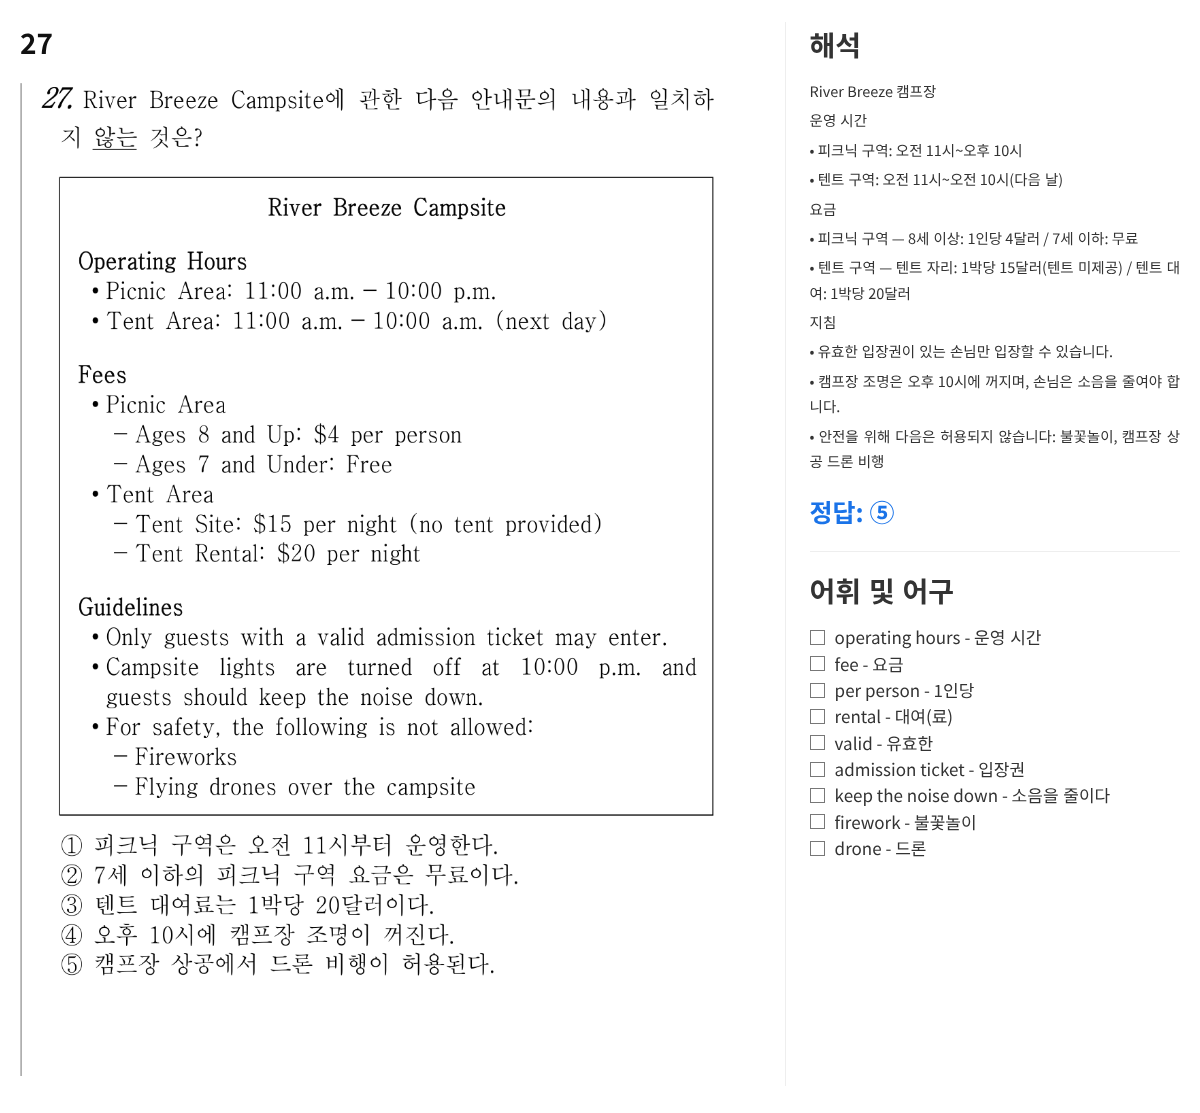 27
27. River Breeze Campsite에 관한 다음 안내문의 내용과 일치하
지 않는 것은?
River Breeze Campsite
Operating Hours
• Picnic Area: 11:00 a.m. － 10:00 p.m.
• Tent Area: 11:00 a.m. － 10:00 a.m. (next day)
Fees
• Picnic Area
－ Ages 8 and Up: $4 per person
－ Ages 7 and Under: Free
• Tent Area
－ Tent Site: $15 per night (no tent provided)
－ Tent Rental: $20 per night
Guidelines
• Only guests with a valid admission ticket may enter.
• Campsite lights are turned off at 10:00 p.m. and
guests should keep the noise down.
• For safety, the following is not allowed:
－ Fireworks
－ Flying drones over the campsite
① 피크닉 구역은 오전 11시부터 운영한다.
② 7세 이하의 피크닉 구역 요금은 무료이다.
③ 텐트 대여료는 1박당 20달러이다.
④ 오후 10시에 캠프장 조명이 꺼진다.
⑤ 캠프장 상공에서 드론 비행이 허용된다.
해석
River Breeze 캠프장
운영 시간
• 피크닉 구역: 오전 11시~오후 10시
• 텐트 구역: 오전 11시~오전 10시(다음 날)
요금
• 피크닉 구역 — 8세 이상: 1인당 4달러 / 7세 이하: 무료
• 텐트 구역 — 텐트 자리: 1박당 15달러(텐트 미제공) / 텐트 대
여: 1박당 20달러
지침
• 유효한 입장권이 있는 손님만 입장할 수 있습니다.
• 캠프장 조명은 오후 10시에 꺼지며, 손님은 소음을 줄여야 합
니다.
• 안전을 위해 다음은 허용되지 않습니다: 불꽃놀이, 캠프장 상
공 드론 비행
정답: ⑤
어휘 및 어구
☐ operating hours - 운영 시간
☐ fee - 요금
☐ per person - 1인당
☐ rental - 대여(료)
☐ valid - 유효한
☐ admission ticket - 입장권
☐ keep the noise down - 소음을 줄이다
☐ firework - 불꽃놀이
☐ drone - 드론